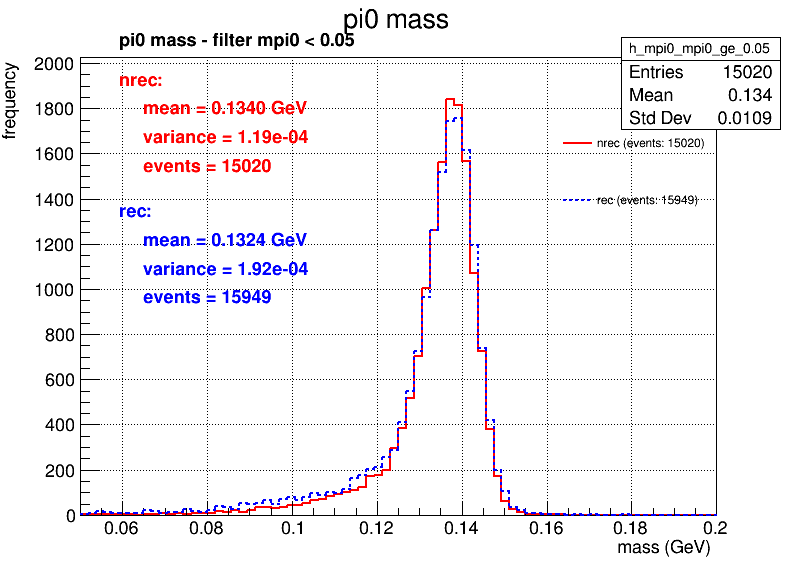 pi0 mass
pi0 mass - filter mpi0 < 0.05
h_mpi0_mpi0_ge_0.05
Entries 15020
Mean 0.134
Std Dev 0.0109
frequency
nrec:
mean = 0.1340 GeV
variance = 1.19e-04
events = 15020
rec:
mean = 0.1324 GeV
variance = 1.92e-04
events = 15949
nrec (events: 15020)
rec (events: 15949)
2000
1800
1600
1400
1200
1000
800
600
400
200
0
0.06 0.08 0.1 0.12 0.14 0.16 0.18 0.2
mass (GeV)